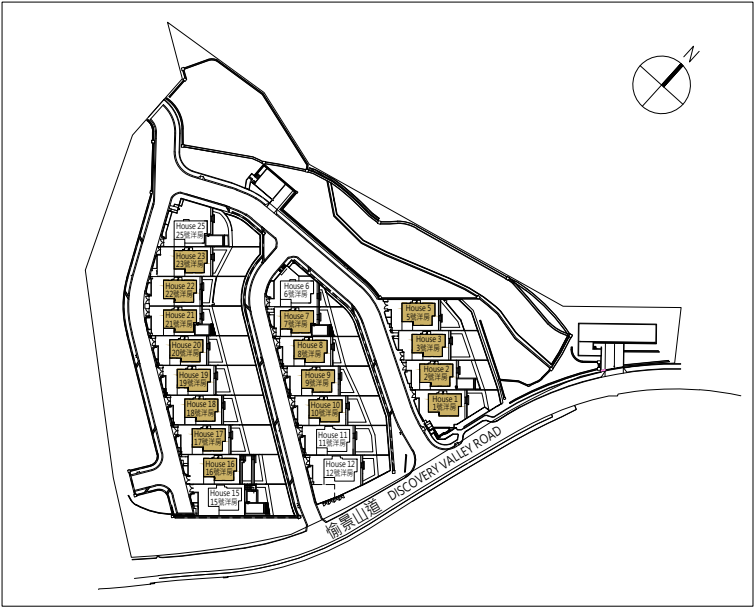 N
House 25
25號洋房
House 23
23號洋房
House 22
22號洋房
House 21
21號洋房
House 20
20號洋房
House 19
19號洋房
House 18
18號洋房
House 17
17號洋房
House 16
16號洋房
House 15
15號洋房
House 6
6號洋房
House 7
7號洋房
House 8
8號洋房
House 9
9號洋房
House 10
10號洋房
House 11
11號洋房
House 12
12號洋房
House 5
5號洋房
House 3
3號洋房
House 2
2號洋房
House 1
1號洋房
愉景山道 DISCOVERY VALLEY ROAD